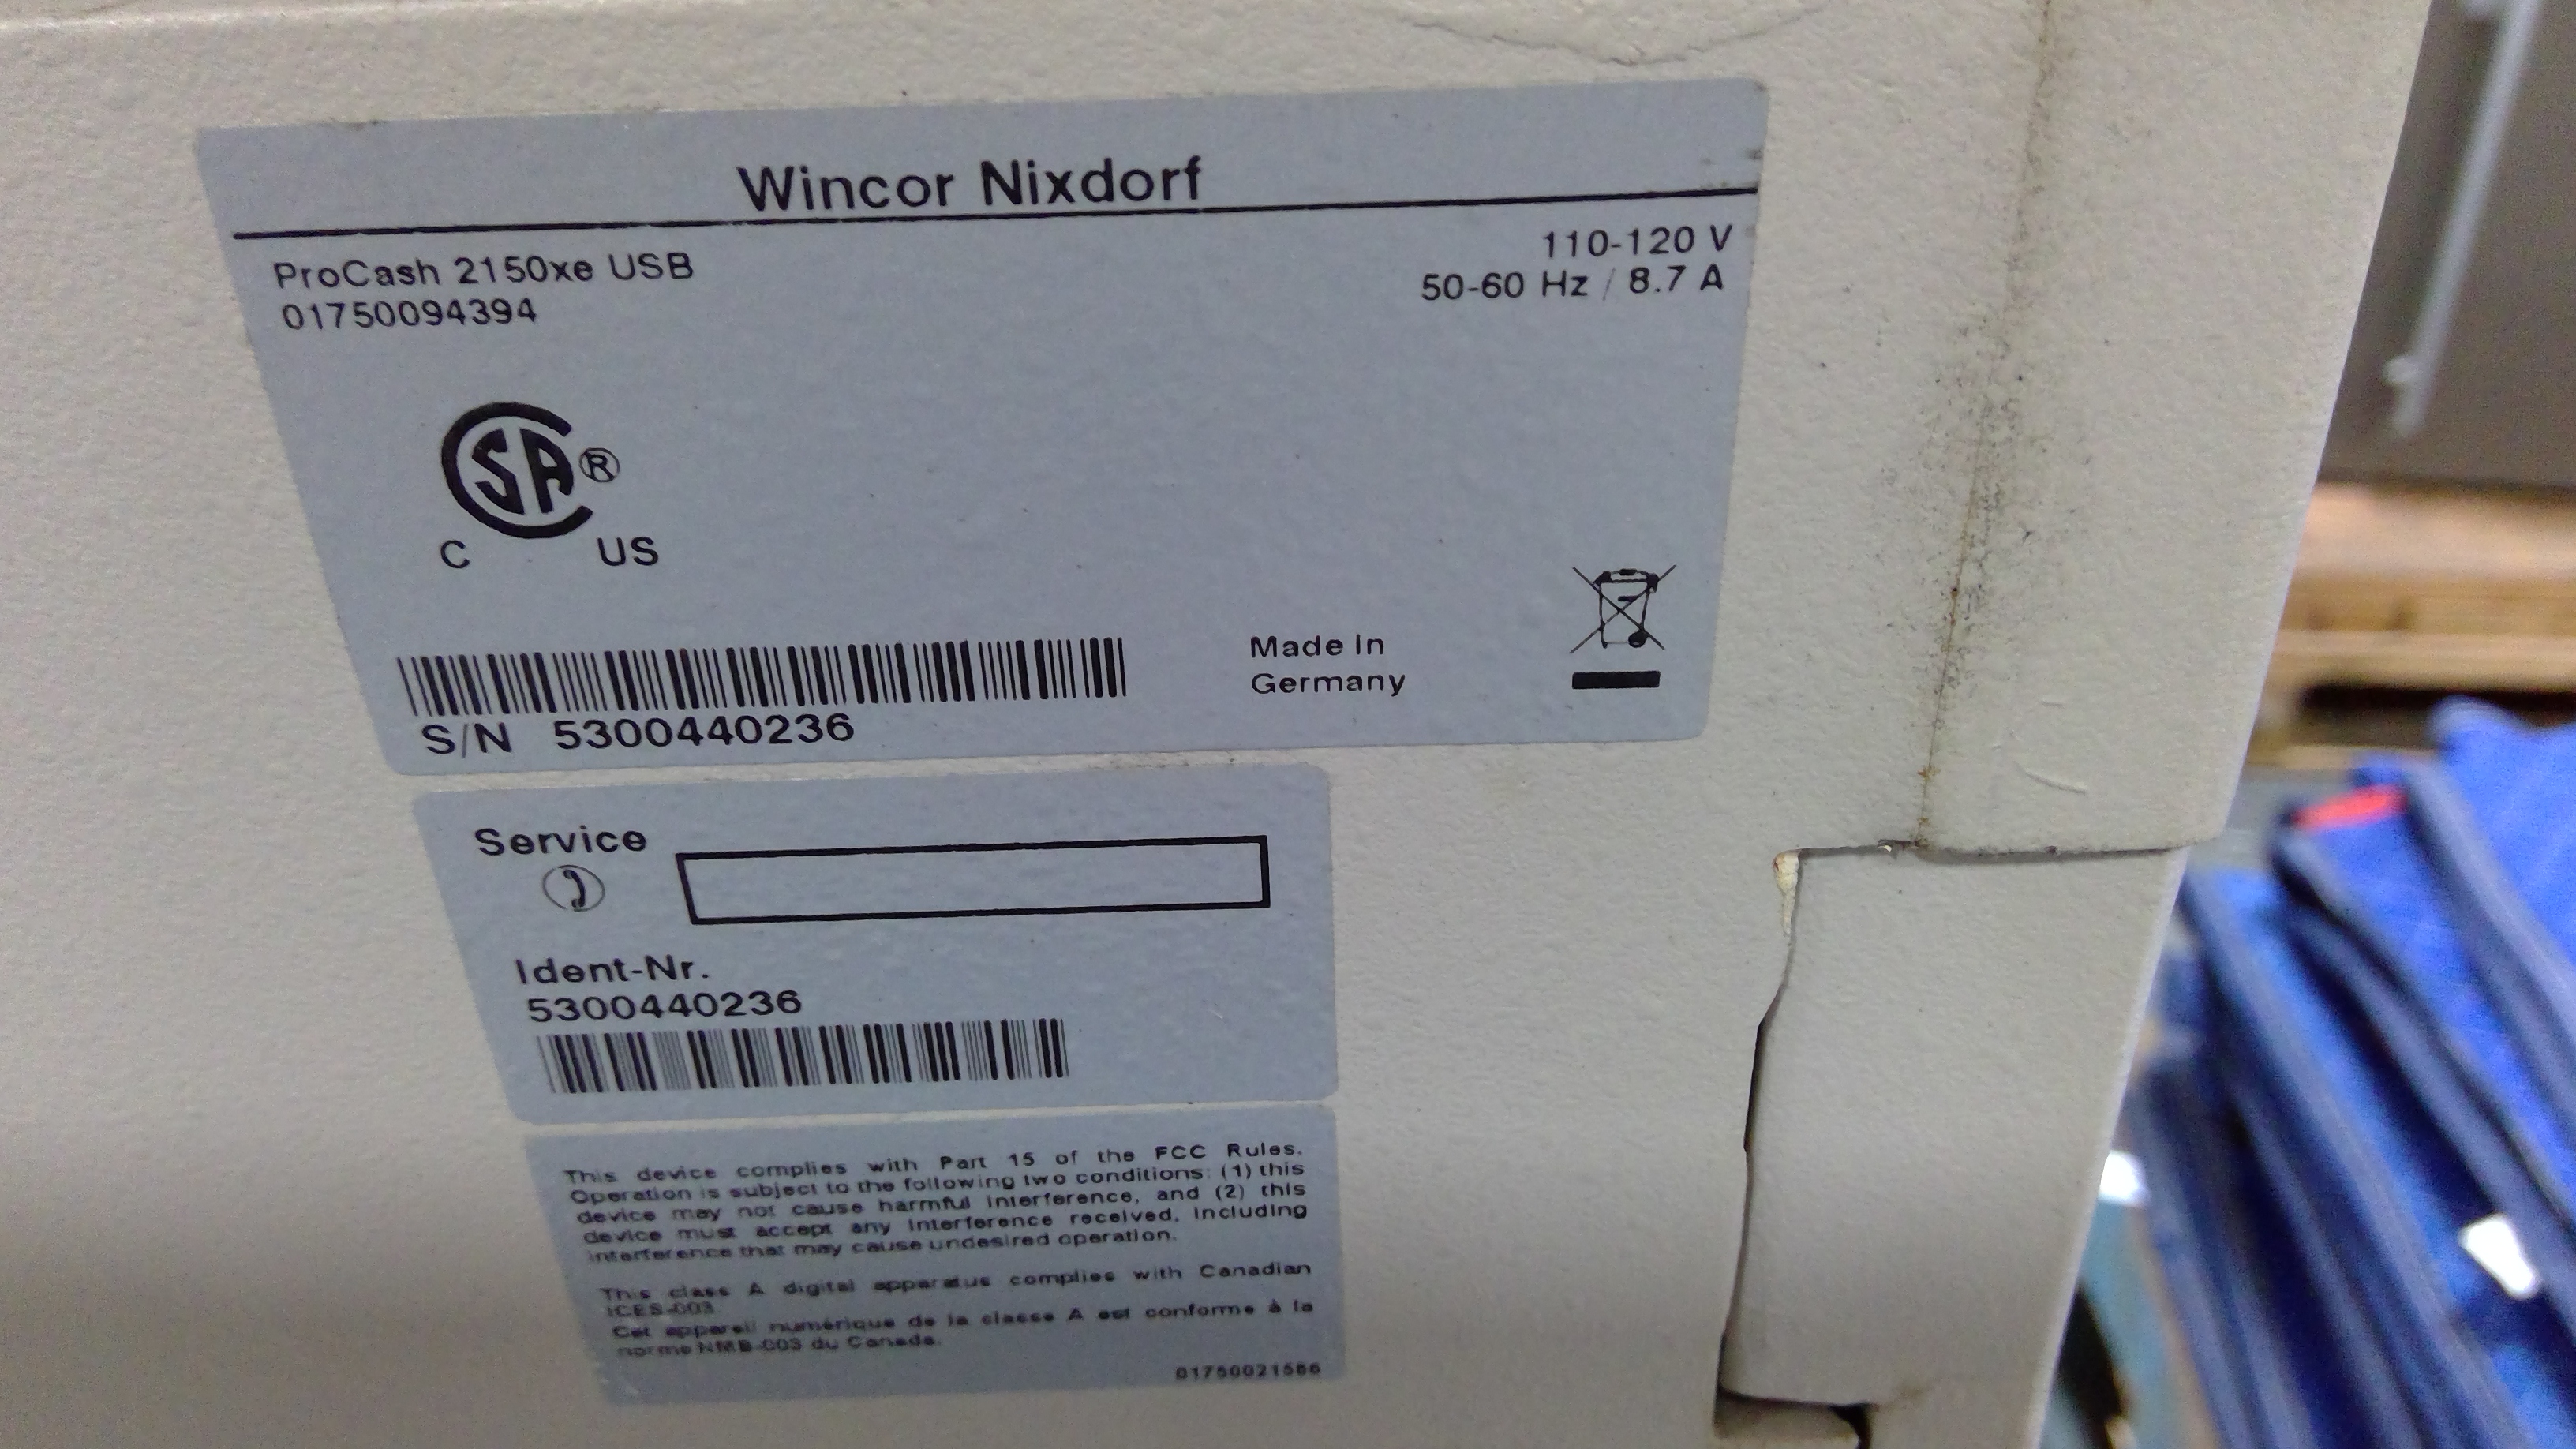 Wincor Nixdorf
ProCash 2150xe USB
01750094394
110-120 V
50-60 Hz / 8.7 A
CSA®
C US
S/N 5300440236
Made In
Germany
Service
Ident-Nr.
5300440236
This device complies with Part 15 of the FCC Rules.
Operation is subject to the following two conditions: (1) this
device may not cause harmful interference, and (2) this
device must accept any interference received, including
interference that may cause undesired operation.
This class A digital apparatus complies with Canadian
ICES-003
Cet appareil numérique de la classe A est conforme à la
norme NMB-003 du Canada.